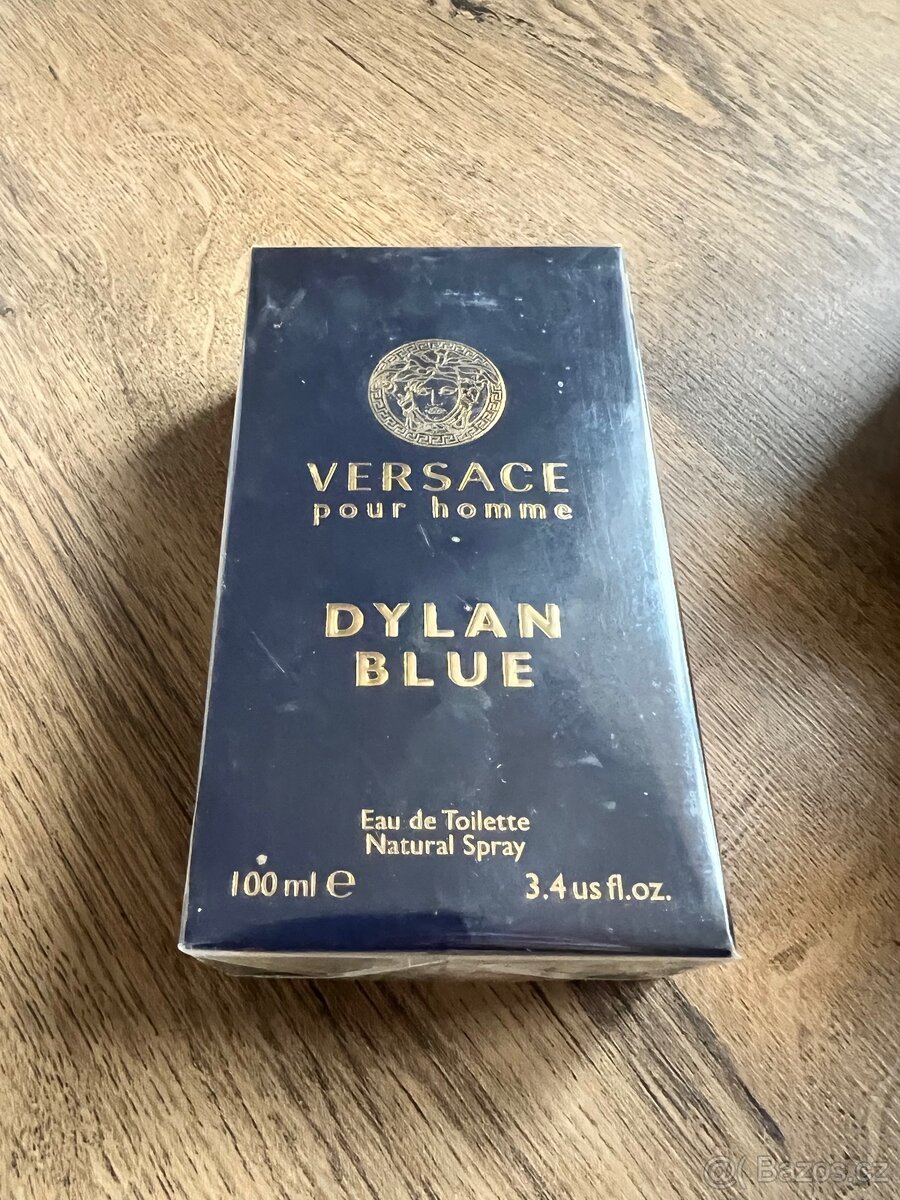 VERSACE
pour homme
DYLAN
BLUE
Eau de Toilette
Natural Spray
100 ml ℮
3.4 us fl.oz.
Bazos.cz